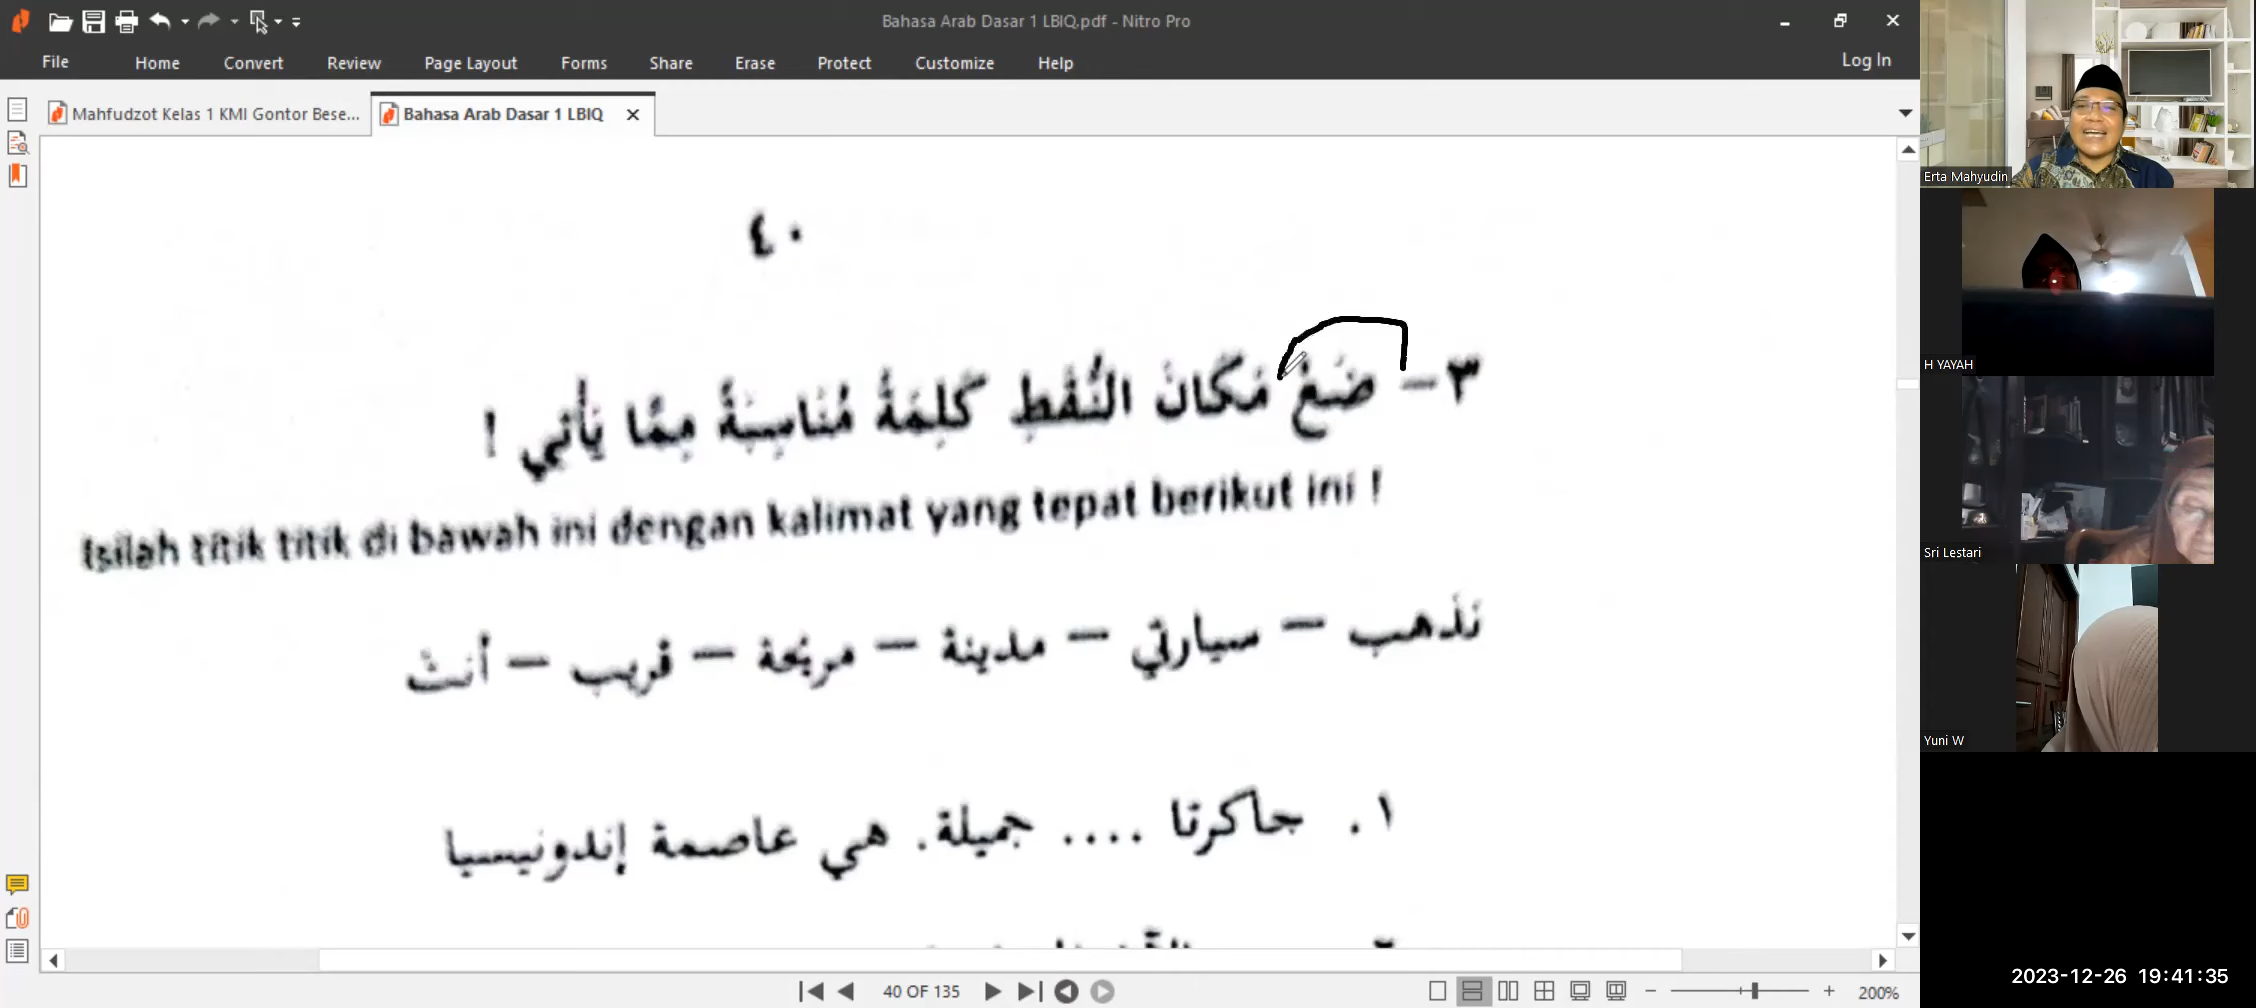 Bahasa Arab Dasar 1 LBIQ.pdf - Nitro Pro
File Home Convert Review Page Layout Forms Share Erase Protect Customize Help
Log In
Mahfudzot Kelas 1 KMI Gontor Bese...
Bahasa Arab Dasar 1 LBIQ
٤٠
٣- ضَعْ مَكَانَ النُّقَطِ كَلِمَةً مُنَاسِبَةً مِمَّا يَأْتِي !
Isilah titik titik di bawah ini dengan kalimat yang tepat berikut ini !
نَذهب – سيارتي – مدينة – مريحة – قريب – أنتْ
١. جاكرتا .... جميلة. هي عاصمة إندونيسيا
40 OF 135
200%
Erta Mahyudin
H YAYAH
Sri Lestari
Yuni W
2023-12-26 19:41:35